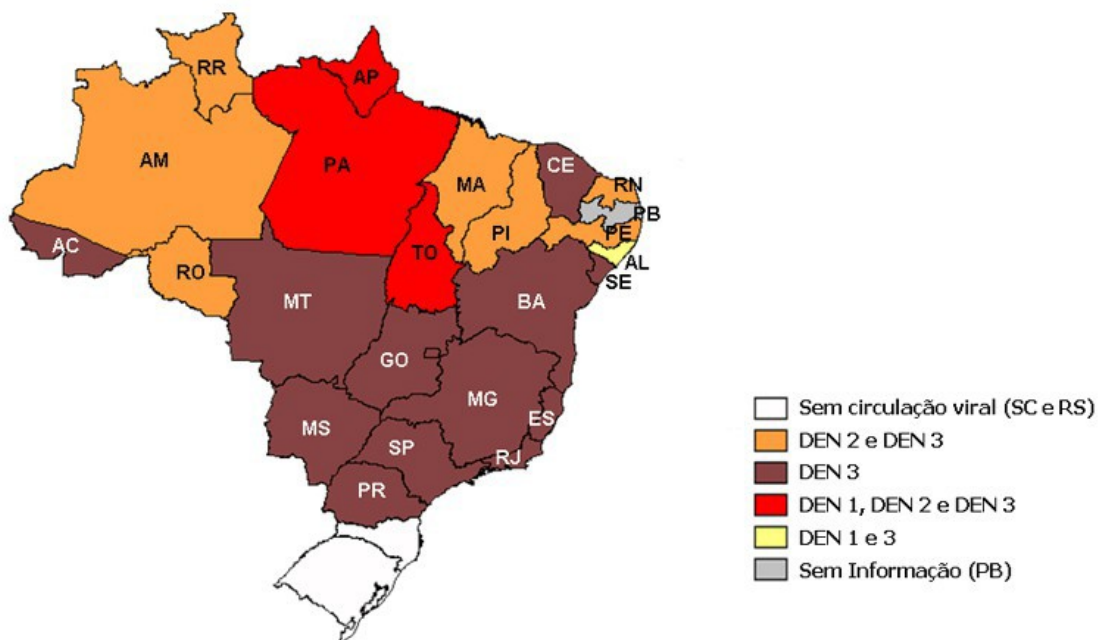 RR
AP
AM
PA
MA
CE
RN
PB
PI
PE
AC
TO
AL
RO
SE
MT
BA
GO
MG
MS
ES
SP
RJ
PR
Sem circulação viral (SC e RS)
DEN 2 e DEN 3
DEN 3
DEN 1, DEN 2 e DEN 3
DEN 1 e 3
Sem Informação (PB)